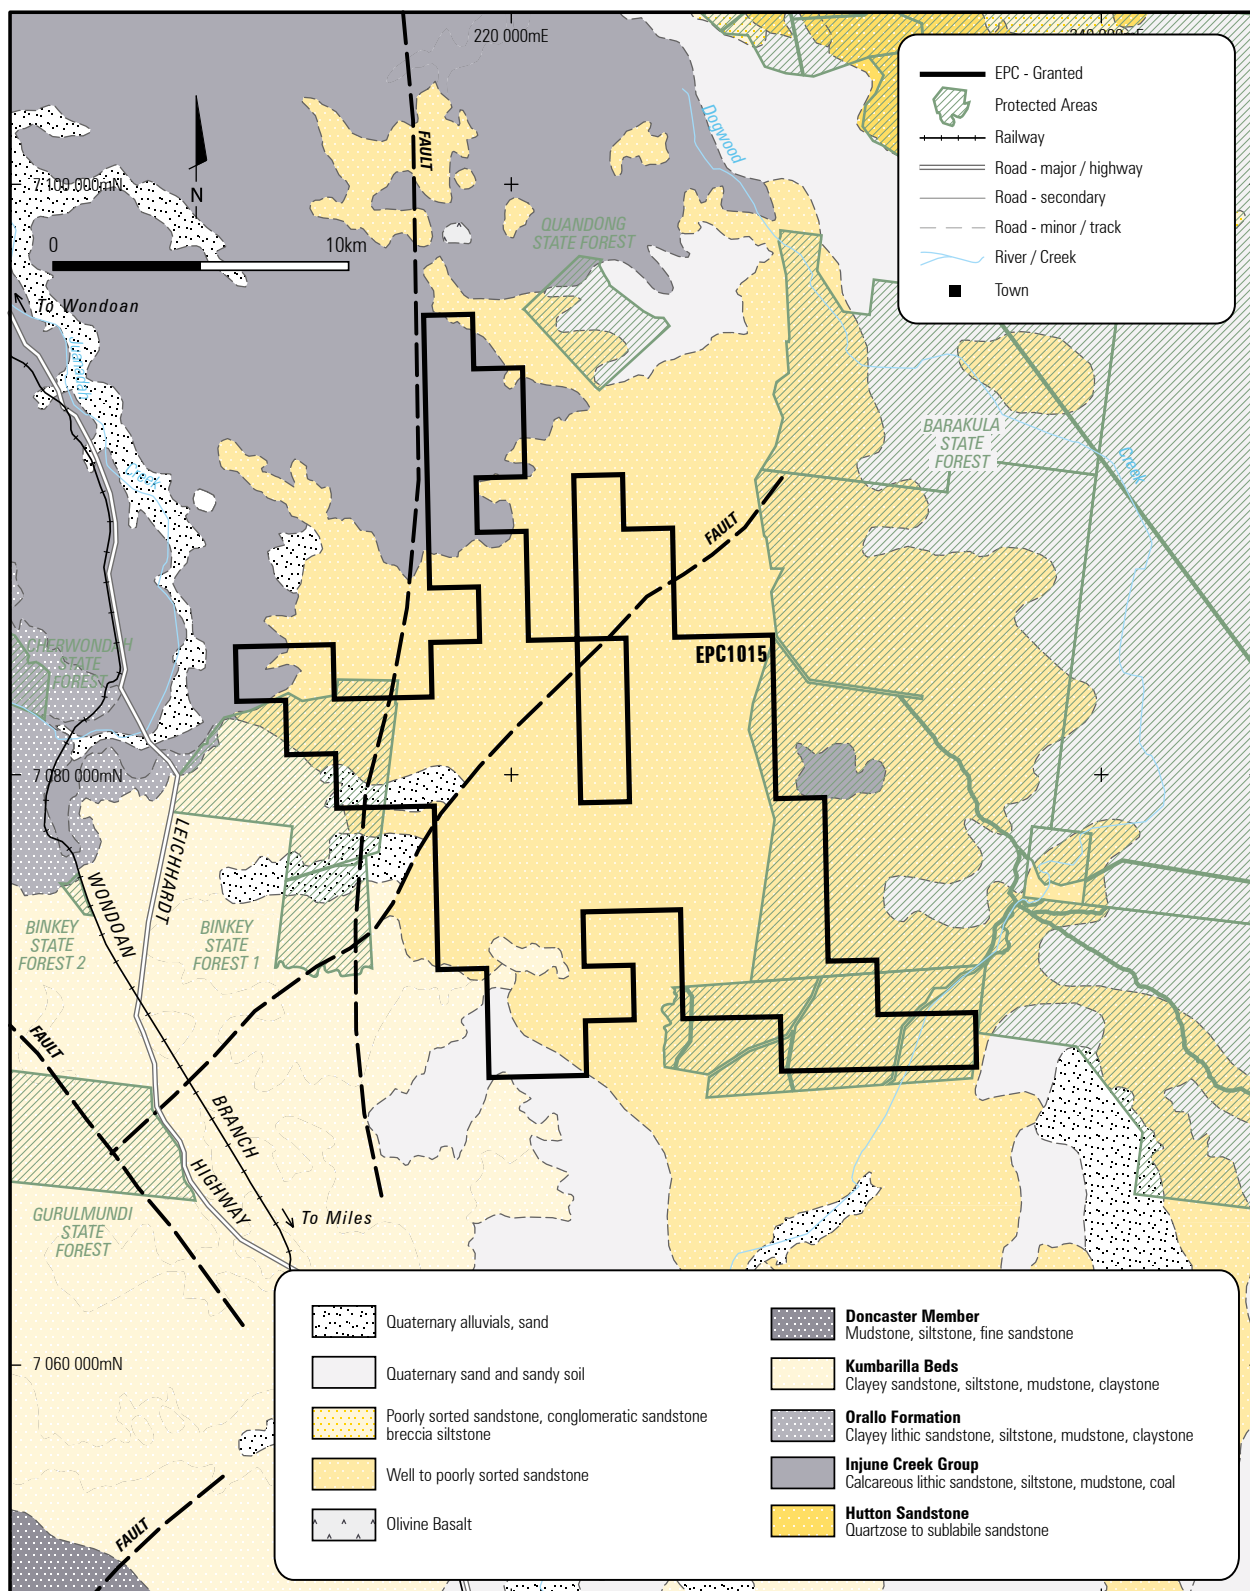 220 000mE
7 100 000mN
N
0
10km
To Wondoan
FAULT
Dogwood
QUANDONG
STATE FOREST
EPC - Granted
Protected Areas
Railway
Road - major / highway
Road - secondary
Road - minor / track
River / Creek
Town
Juandah
Creek
BARAKULA
STATE
FOREST
Creek
FAULT
CHERWONDAH
STATE
FOREST
EPC1015
7 080 000mN
LEICHHARDT
WONDOAN
BINKEY
STATE
FOREST 2
BINKEY
STATE
FOREST 1
FAULT
BRANCH
HIGHWAY
To Miles
GURULMUNDI
STATE
FOREST
7 060 000mN
FAULT
Quaternary alluvials, sand
Quaternary sand and sandy soil
Poorly sorted sandstone, conglomeratic sandstone
breccia siltstone
Well to poorly sorted sandstone
Olivine Basalt
Doncaster Member
Mudstone, siltstone, fine sandstone
Kumbarilla Beds
Clayey sandstone, siltstone, mudstone, claystone
Orallo Formation
Clayey lithic sandstone, siltstone, mudstone, claystone
Injune Creek Group
Calcareous lithic sandstone, siltstone, mudstone, coal
Hutton Sandstone
Quartzose to sublabile sandstone